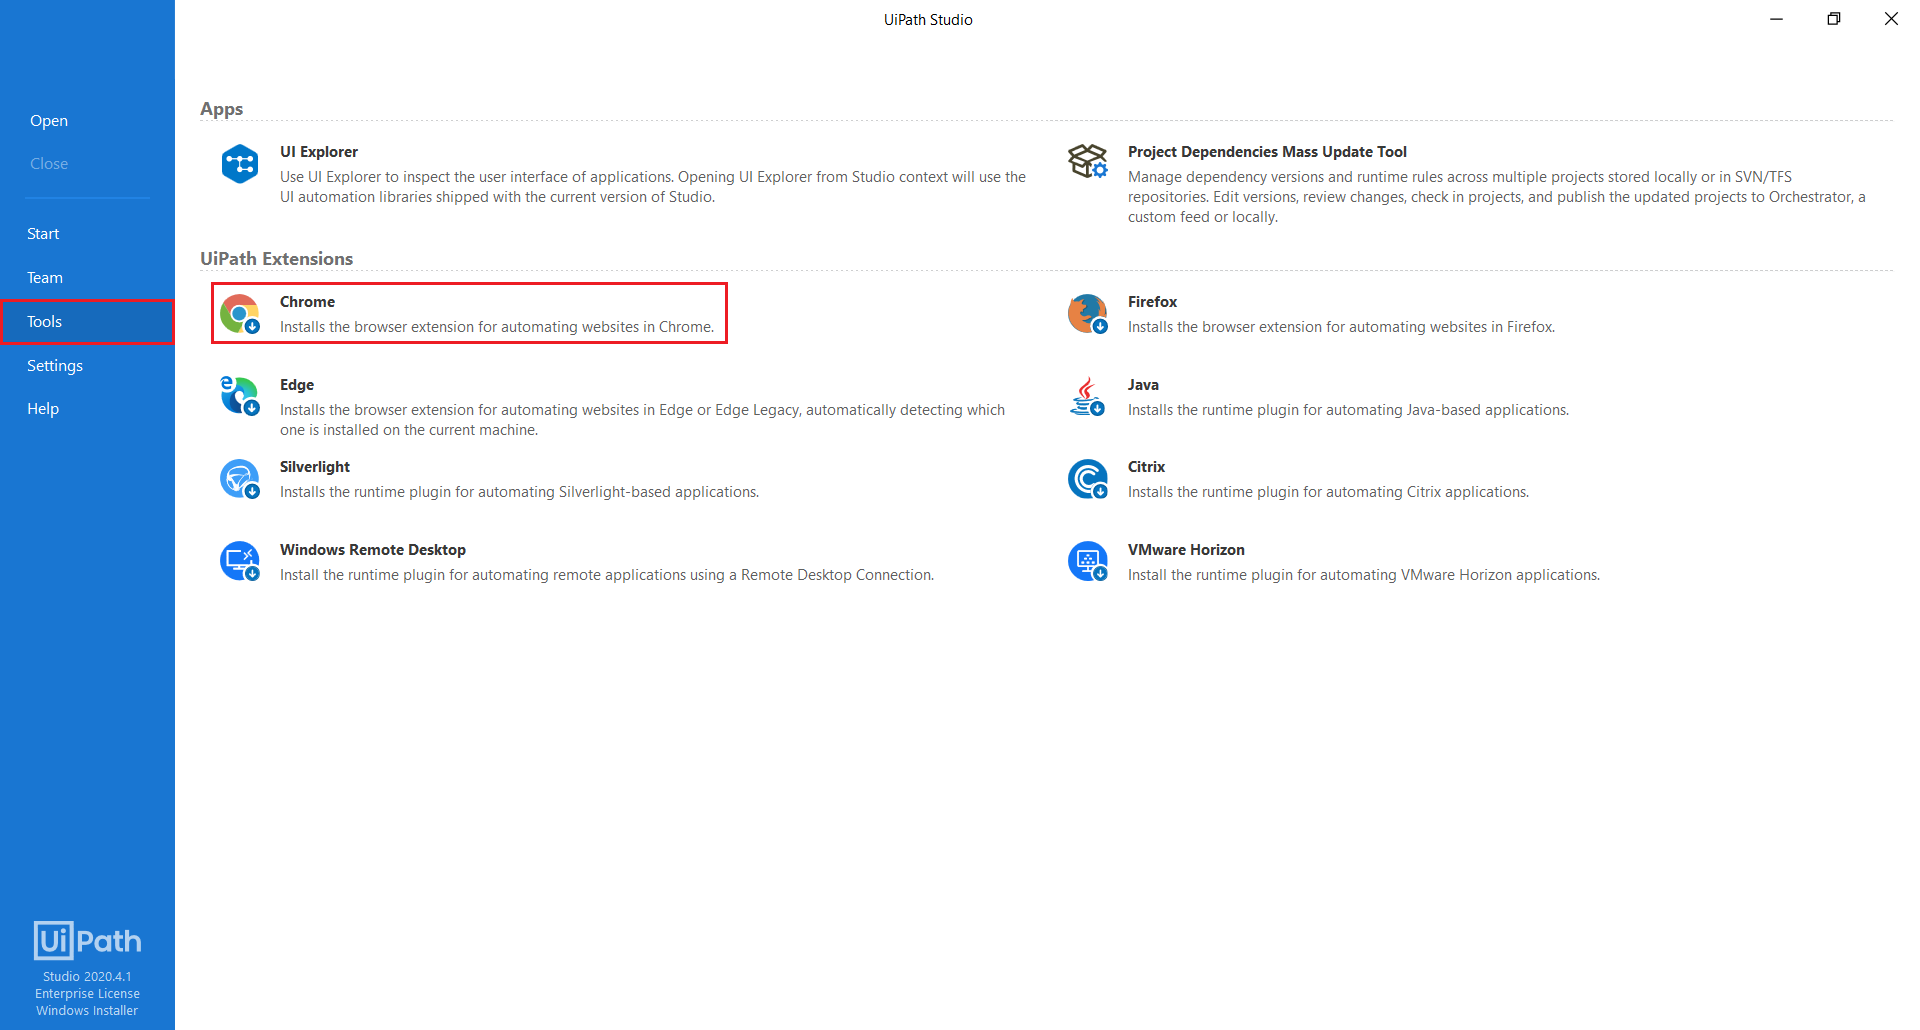 UiPath Studio
Open
Close
Start
Team
Tools
Settings
Help
Apps
UI Explorer
Use UI Explorer to inspect the user interface of applications. Opening UI Explorer from Studio context will use the
UI automation libraries shipped with the current version of Studio.
Project Dependencies Mass Update Tool
Manage dependency versions and runtime rules across multiple projects stored locally or in SVN/TFS
repositories. Edit versions, review changes, check in projects, and publish the updated projects to Orchestrator, a
custom feed or locally.
UiPath Extensions
Chrome
Installs the browser extension for automating websites in Chrome.
Firefox
Installs the browser extension for automating websites in Firefox.
Edge
Installs the browser extension for automating websites in Edge or Edge Legacy, automatically detecting which
one is installed on the current machine.
Java
Installs the runtime plugin for automating Java-based applications.
Silverlight
Installs the runtime plugin for automating Silverlight-based applications.
Citrix
Installs the runtime plugin for automating Citrix applications.
Windows Remote Desktop
Install the runtime plugin for automating remote applications using a Remote Desktop Connection.
VMware Horizon
Install the runtime plugin for automating VMware Horizon applications.
UiPath
Studio 2020.4.1
Enterprise License
Windows Installer